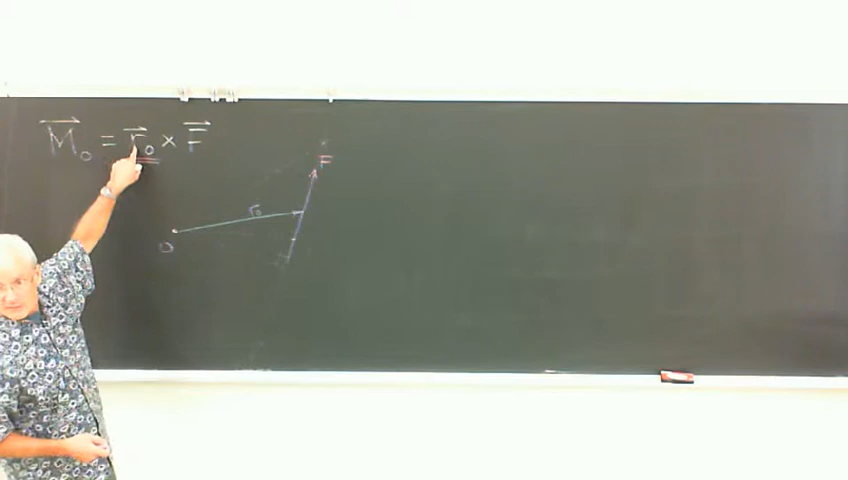 M₀ = r₀ × F
F
r₀
O